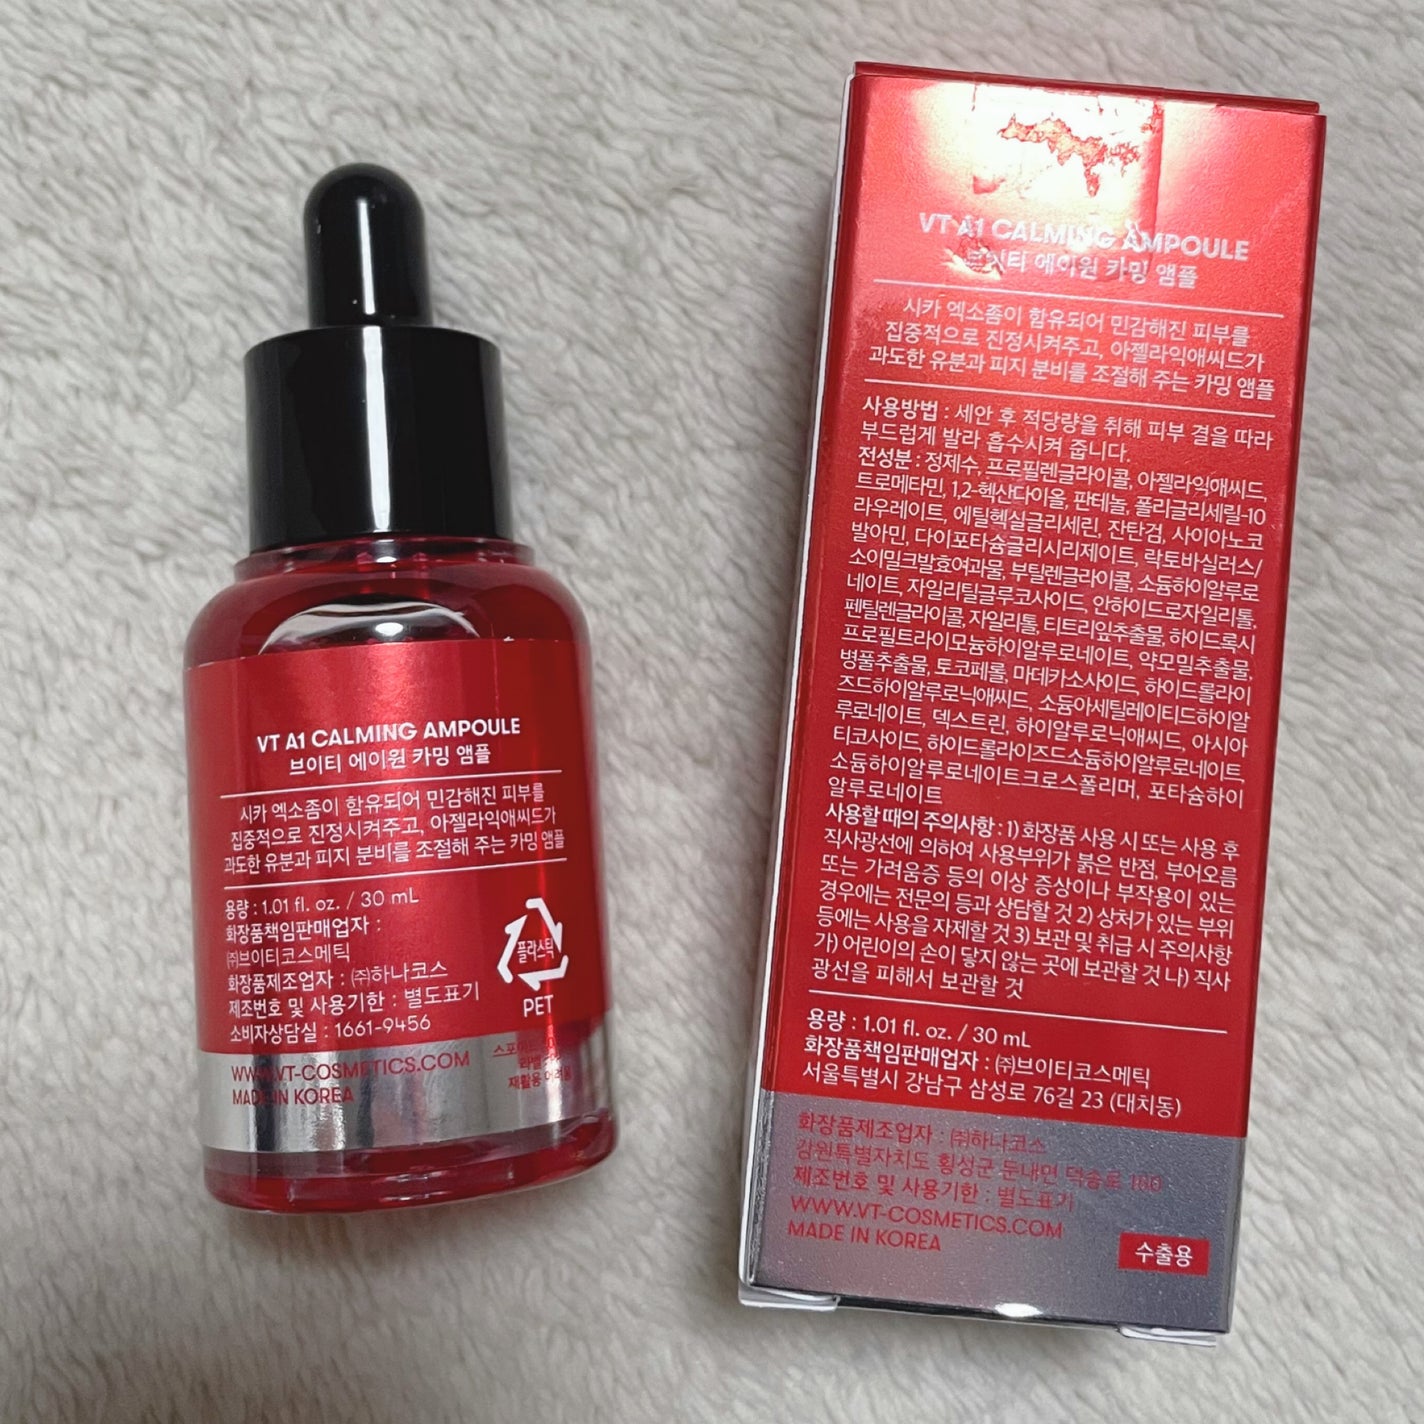 VT A1 CALMING AMPOULE
브이티 에이원 카밍 앰플
시카 엑소좀이 함유되어 민감해진 피부를
집중적으로 진정시켜주고, 아젤라익애씨드가
과도한 유분과 피지 분비를 조절해 주는 카밍 앰플
용량 : 1.01 fl. oz. / 30 mL
화장품책임판매업자 :
㈜브이티코스메틱
화장품제조업자 : ㈜하나코스
제조번호 및 사용기한 : 별도표기
소비자상담실 : 1661-9456
플라스틱
PET
WWW.VT-COSMETICS.COM
MADE IN KOREA
재활용 어려움
VT A1 CALMING AMPOULE
브이티 에이원 카밍 앰플
시카 엑소좀이 함유되어 민감해진 피부를
집중적으로 진정시켜주고, 아젤라익애씨드가
과도한 유분과 피지 분비를 조절해 주는 카밍 앰플
사용방법 : 세안 후 적당량을 취해 피부 결을 따라
부드럽게 발라 흡수시켜 줍니다.
전성분 : 정제수, 프로필렌글라이콜, 아젤라익애씨드,
트로메타민, 1,2-헥산다이올, 판테놀, 폴리글리세릴-10
라우레이트, 에틸헥실글리세린, 잔탄검, 사이아노코
발아민, 다이포타슘글리시리제이트, 락토바실러스/
소이밀크발효여과물, 부틸렌글라이콜, 소듐하이알루로
네이트, 자일리틸글루코사이드, 안하이드로자일리톨,
펜틸렌글라이콜, 자일리톨, 티트리잎추출물, 하이드록시
프로필트라이모늄하이알루로네이트, 약모밀추출물,
병풀추출물, 토코페롤, 마데카소사이드, 하이드롤라이
즈드하이알루로닉애씨드, 소듐아세틸레이티드하이알
루로네이트, 덱스트린, 하이알루로닉애씨드, 아시아
티코사이드, 하이드롤라이즈드소듐하이알루로네이트,
소듐하이알루로네이트크로스폴리머, 포타슘하이
알루로네이트
사용할 때의 주의사항 : 1) 화장품 사용 시 또는 사용 후
직사광선에 의하여 사용부위가 붉은 반점, 부어오름
또는 가려움증 등의 이상 증상이나 부작용이 있는
경우에는 전문의 등과 상담할 것 2) 상처가 있는 부위
등에는 사용을 자제할 것 3) 보관 및 취급 시 주의사항
가) 어린이의 손이 닿지 않는 곳에 보관할 것 나) 직사
광선을 피해서 보관할 것
용량 : 1.01 fl. oz. / 30 mL
화장품책임판매업자 : ㈜브이티코스메틱
서울특별시 강남구 삼성로 76길 23 (대치동)
화장품제조업자 : ㈜하나코스
강원특별자치도 횡성군 둔내면 덕송로 100
제조번호 및 사용기한 : 별도표기
WWW.VT-COSMETICS.COM
MADE IN KOREA
수출용